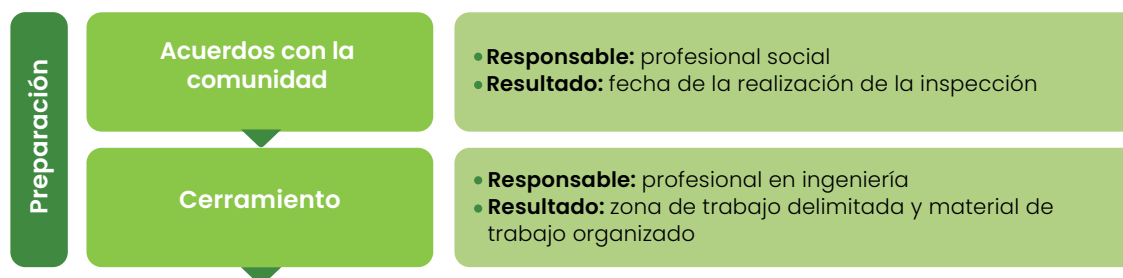 Preparación
Acuerdos con la
comunidad
• Responsable: profesional social
• Resultado: fecha de la realización de la inspección
Cerramiento
• Responsable: profesional en ingeniería
• Resultado: zona de trabajo delimitada y material de
trabajo organizado